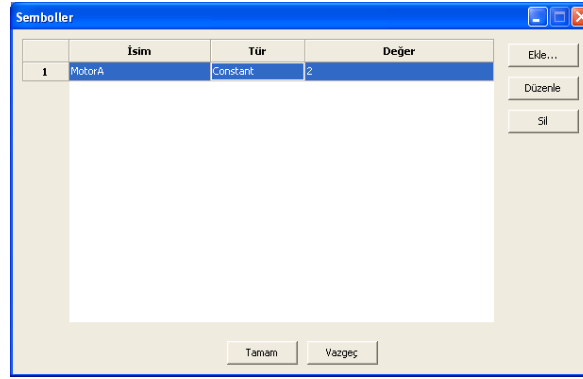 Semboller
İsim Tür Değer
1 MotorA Constant 2
Ekle...
Düzenle
Sil
Tamam Vazgeç